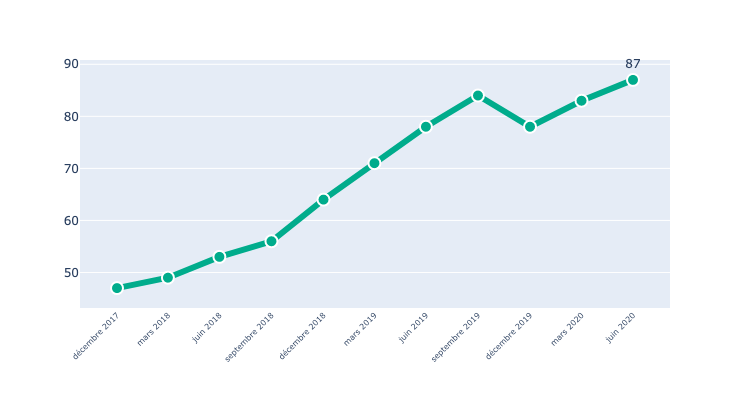 90
87
80
70
60
50
décembre 2017
mars 2018
juin 2018
septembre 2018
décembre 2018
mars 2019
juin 2019
septembre 2019
décembre 2019
mars 2020
juin 2020